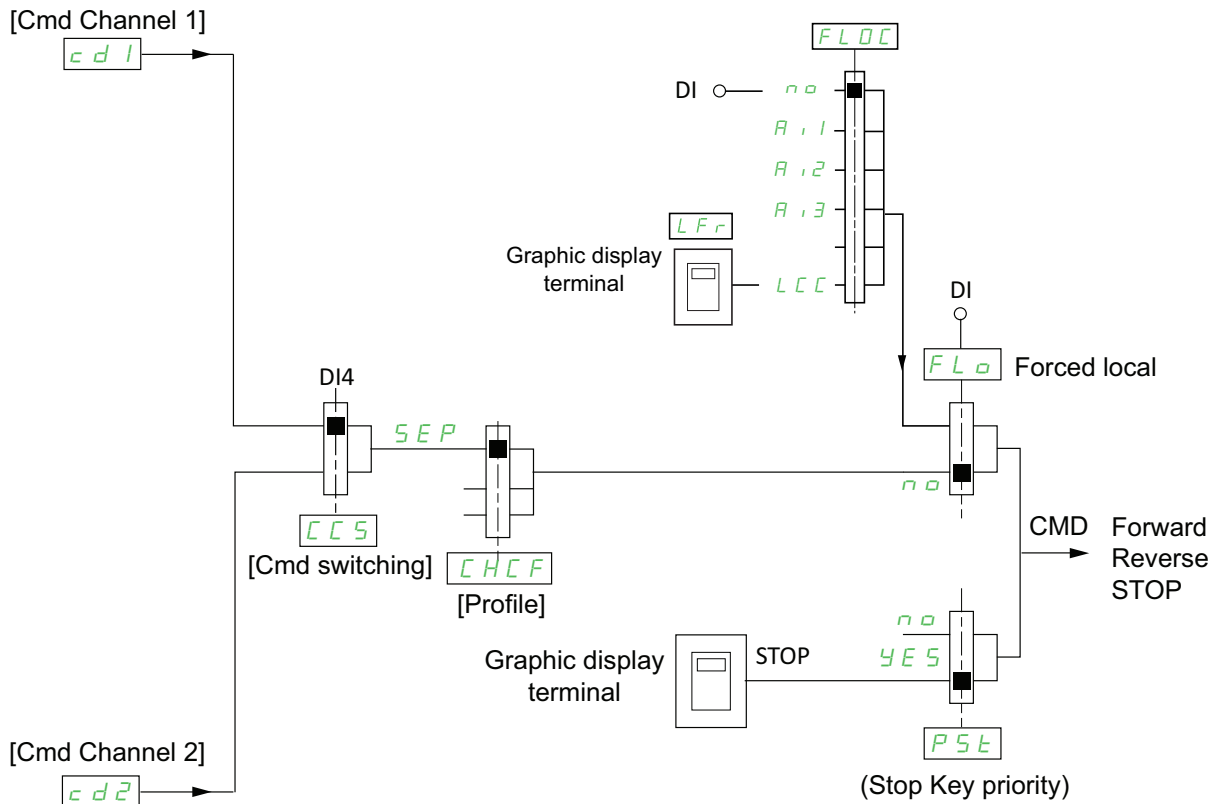 [Cmd Channel 1]
cd1
FLOC
DI
no
Ai1
Ai2
Ai3
LFr
Graphic display
terminal
LCC
DI
FLo
Forced local
DI4
SEP
no
CCS
[Cmd switching]
CHCF
[Profile]
CMD
Forward
Reverse
STOP
no
YES
Graphic display
terminal
STOP
PSt
(Stop Key priority)
[Cmd Channel 2]
cd2